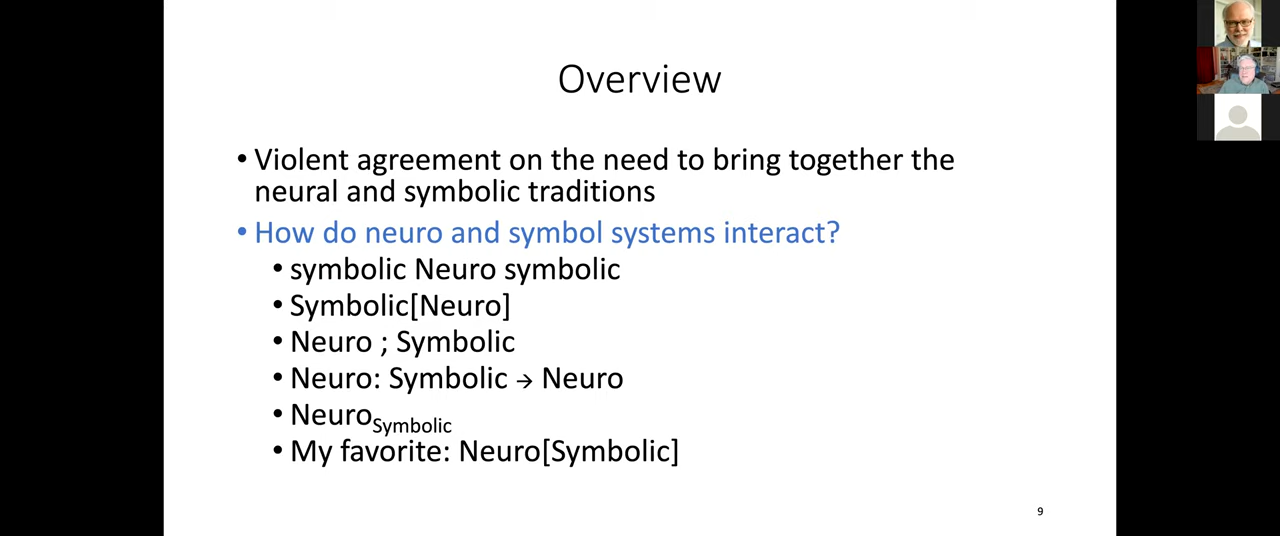 Overview
• Violent agreement on the need to bring together the
neural and symbolic traditions
• How do neuro and symbol systems interact?
• symbolic Neuro symbolic
• Symbolic[Neuro]
• Neuro ; Symbolic
• Neuro: Symbolic → Neuro
• NeuroSymbolic
• My favorite: Neuro[Symbolic]
9